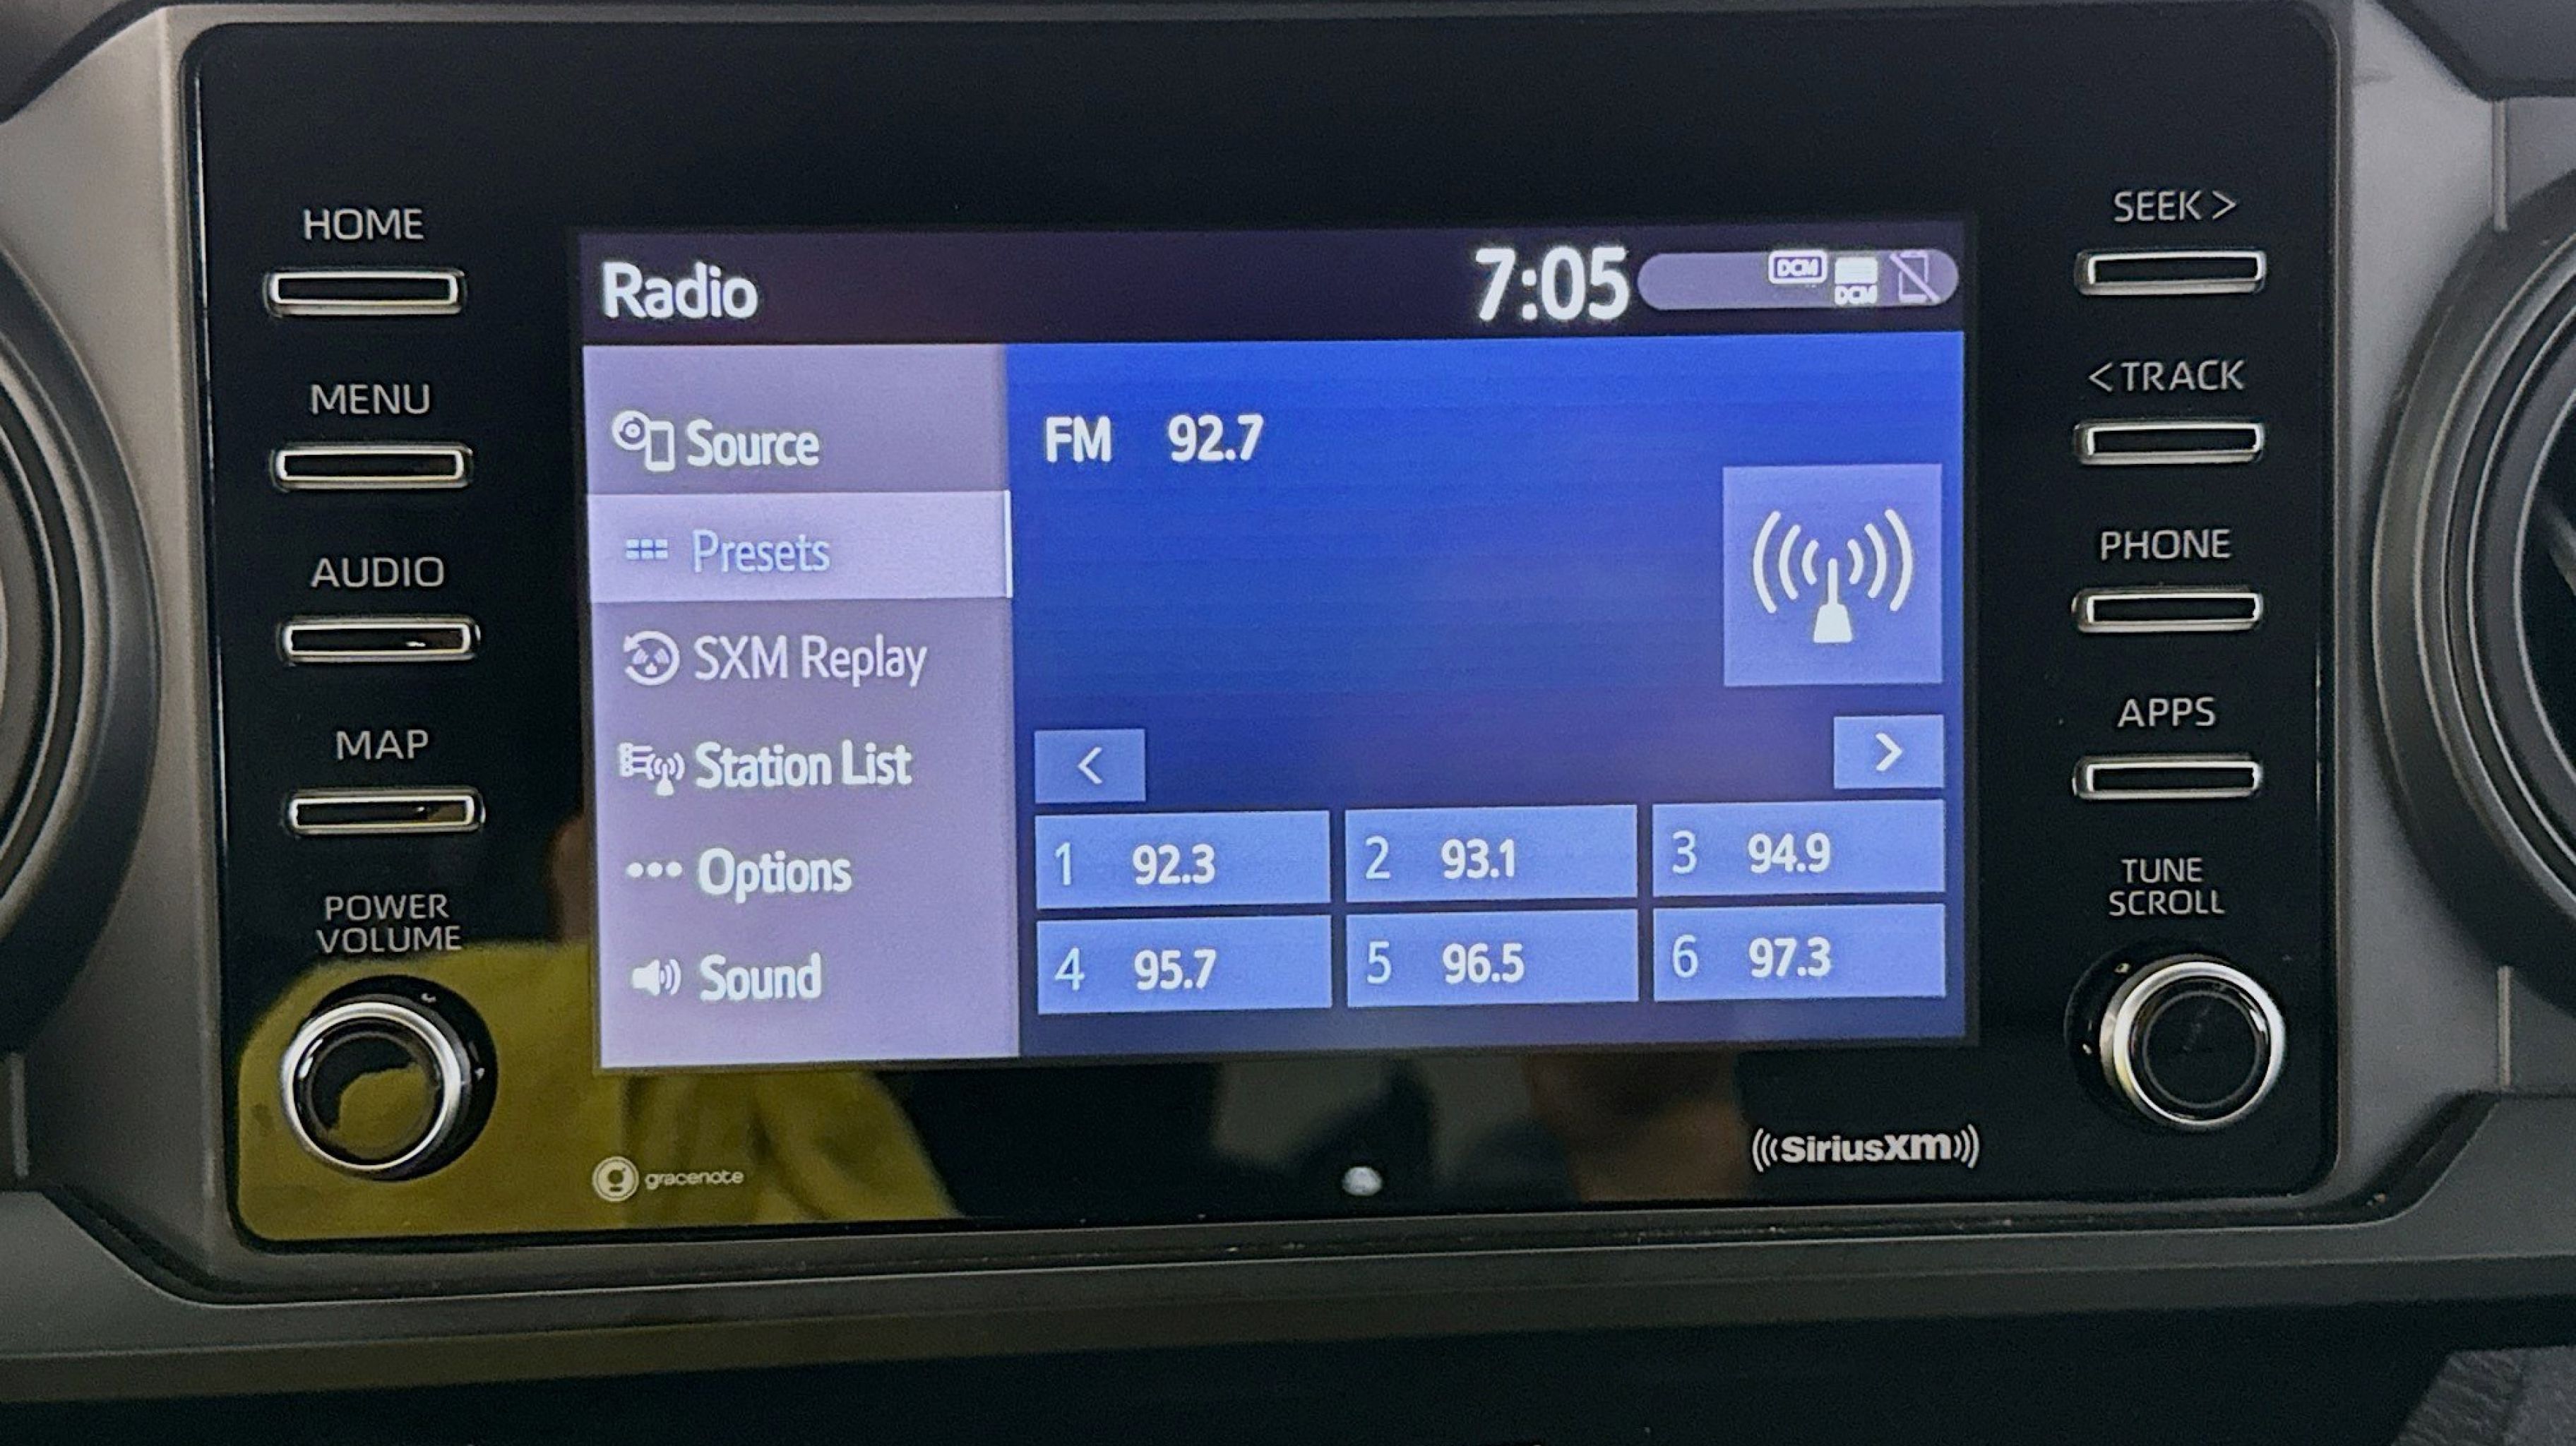 HOME
MENU
AUDIO
MAP
POWER
VOLUME
Radio
7:05
DCM
DCM
Source
Presets
SXM Replay
Station List
Options
Sound
FM 92.7
<
>
1 92.3
2 93.1
3 94.9
4 95.7
5 96.5
6 97.3
gracenote
SiriusXM
SEEK >
< TRACK
PHONE
APPS
TUNE
SCROLL